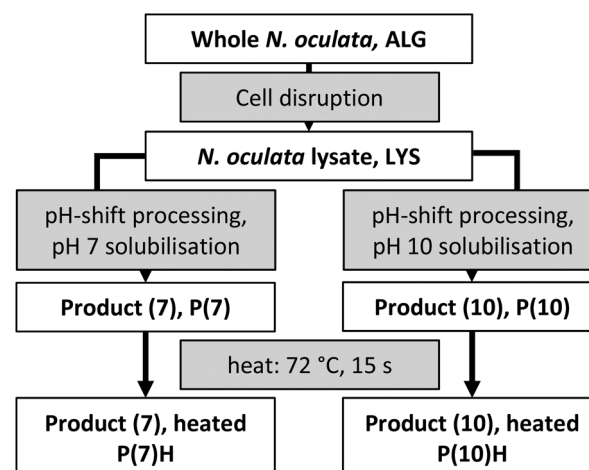 Whole N. oculata, ALG
Cell disruption
N. oculata lysate, LYS
pH-shift processing,
pH 7 solubilisation
pH-shift processing,
pH 10 solubilisation
Product (7), P(7)
Product (10), P(10)
heat: 72 °C, 15 s
Product (7), heated
P(7)H
Product (10), heated
P(10)H